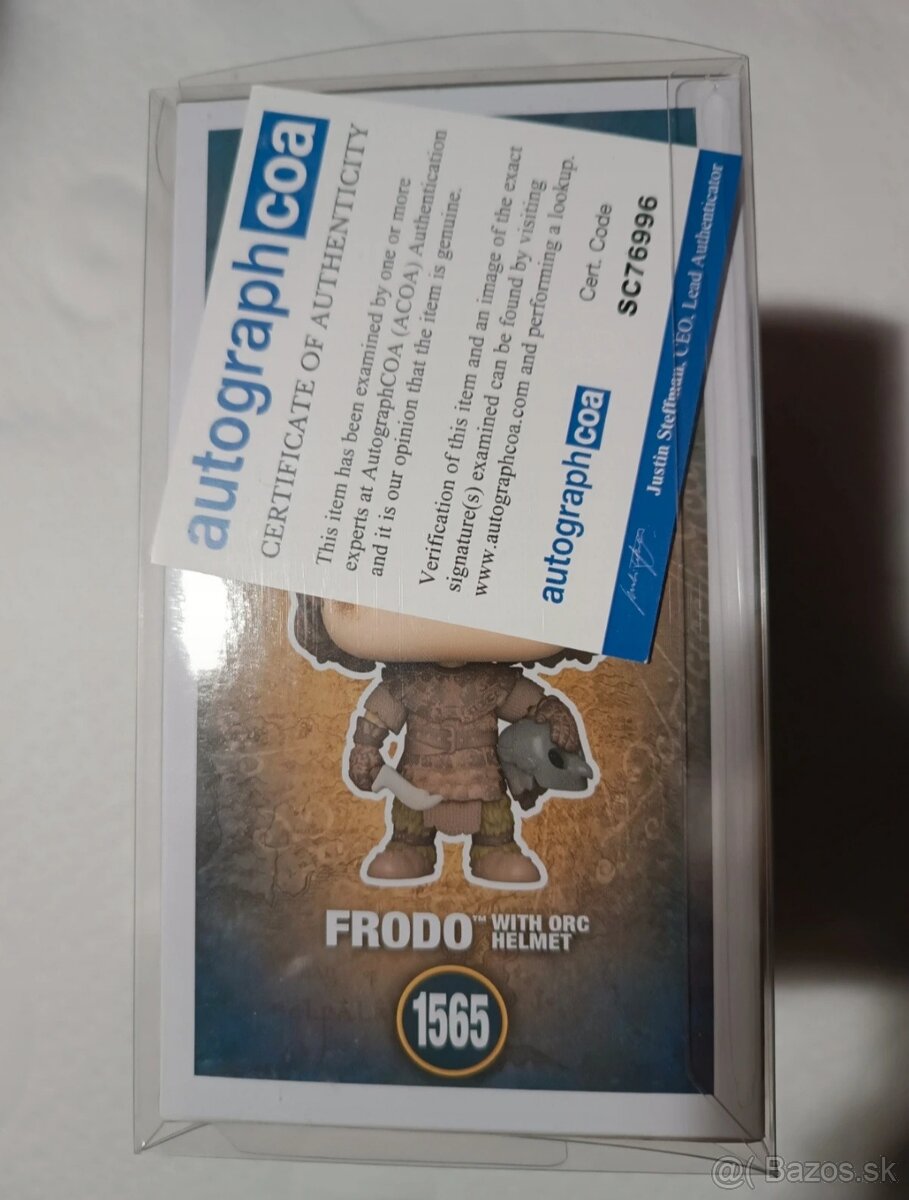 autographcoa
CERTIFICATE OF AUTHENTICITY
This item has been examined by one or more
experts at AutographCOA (ACOA) Authentication
and it is our opinion that the item is genuine.
Verification of this item and an image of the exact
signature(s) examined can be found by visiting
www.autographcoa.com and performing a lookup.
autographcoa
Cert. Code
SC76996
Justin Steffman, CEO, Lead Authenticator
FRODO™ WITH ORC
HELMET
1565
@( Bazos.sk